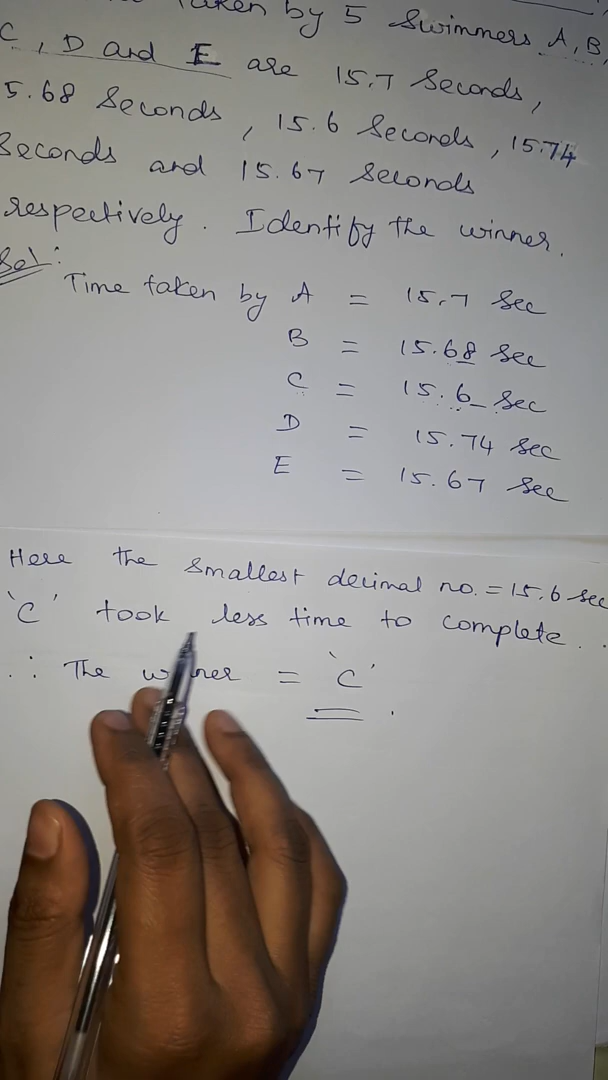 Taken by 5 Swimmers A, B,
C, D and E are 15.7 Seconds,
5.68 Seconds, 15.6 Seconds, 15.74
Seconds and 15.67 Seconds
respectively. Identify the winner.
Sol:
Time taken by A = 15.7 Sec
B = 15.68 Sec
C = 15.6_ Sec
D = 15.74 Sec
E = 15.67 Sec
Here the smallest decimal no. = 15.6 sec
'C' took less time to complete.
∴ The = 'C'.